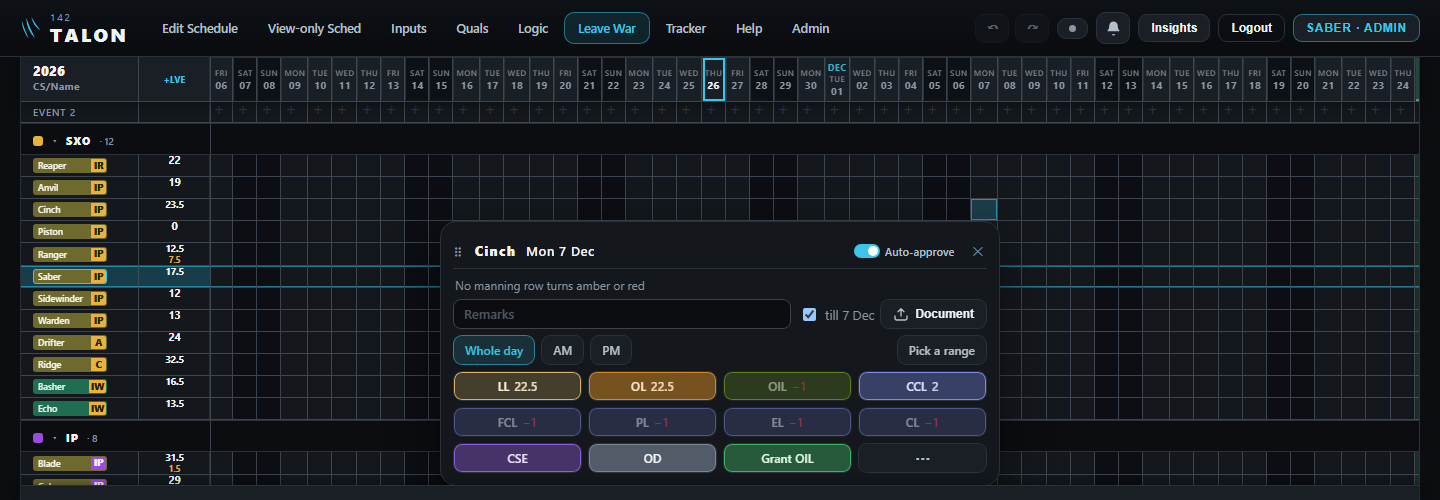 142
TALON
Edit Schedule View-only Sched Inputs Quals Logic Leave War Tracker Help Admin
Insights Logout SABER · ADMIN
2026
CS/Name
+LVE
FRI 06 SAT 07 SUN 08 MON 09 TUE 10 WED 11 THU 12 FRI 13 SAT 14 SUN 15 MON 16 TUE 17 WED 18 THU 19 FRI 20 SAT 21 SUN 22 MON 23 TUE 24 WED 25 THU 26 FRI 27 SAT 28 SUN 29 MON 30 DEC TUE 01 WED 02 THU 03 FRI 04 SAT 05 SUN 06 MON 07 TUE 08 WED 09 THU 10 FRI 11 SAT 12 SUN 13 MON 14 TUE 15 WED 16 THU 17 FRI 18 SAT 19 SUN 20 MON 21 TUE 22 WED 23 THU 24
EVENT 2 + + + + + + + + + + + + + + + + + + + + + + + + + + + + + + + + + + + + + + + + + + + + + + + + +
SXO · 12
Reaper IR 22
Anvil IP 19
Cinch IP 23.5
Piston IP 0
Ranger IP 12.5
7.5
Saber IP 17.5
Sidewinder IP 12
Warden IP 13
Drifter A 24
Ridge C 32.5
Basher IW 16.5
Echo IW 13.5
IP · 8
Blade IP 31.5
1.5
29
Cinch Mon 7 Dec Auto-approve
No manning row turns amber or red
Remarks till 7 Dec Document
Whole day AM PM Pick a range
LL 22.5 OL 22.5 OIL −1 CCL 2
FCL −1 PL −1 EL −1 CL −1
CSE OD Grant OIL ---